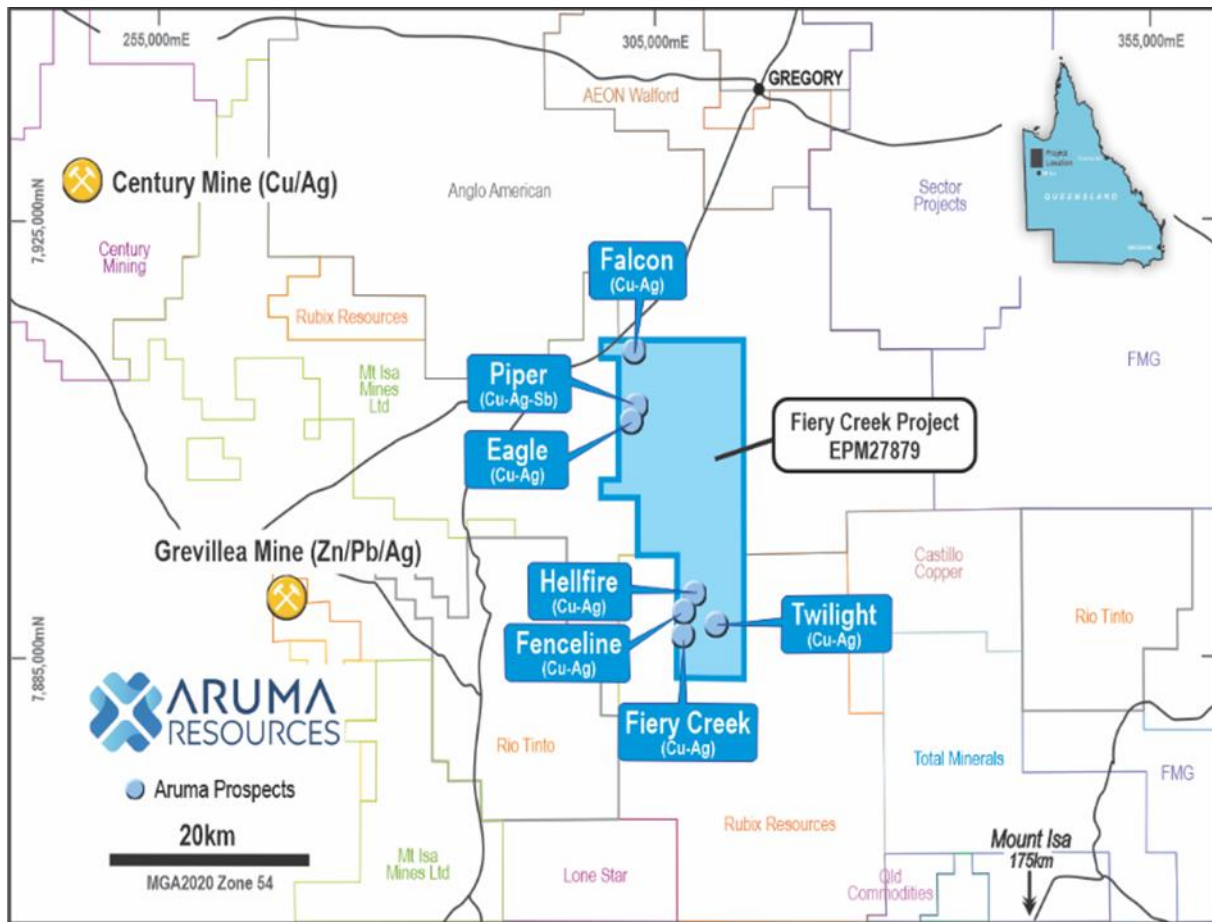 255,000mE
305,000mE
355,000mE
GREGORY
AEON Walford
Project
Location
QUEENSLAND
Century Mine (Cu/Ag)
Anglo American
Sector
Projects
7,925,000mN
Century
Mining
Falcon
(Cu-Ag)
Rubix Resources
FMG
Mt Isa
Mines
Ltd
Piper
(Cu-Ag-Sb)
Eagle
(Cu-Ag)
Fiery Creek Project
EPM27879
Grevillea Mine (Zn/Pb/Ag)
Castillo
Copper
Hellfire
(Cu-Ag)
Twilight
(Cu-Ag)
Rio Tinto
Fenceline
(Cu-Ag)
7,885,000mN
ARUMA
RESOURCES
Fiery Creek
(Cu-Ag)
Rio Tinto
Total Minerals
FMG
Aruma Prospects
20km
MGA2020 Zone 54
Rubix Resources
Mount Isa
175km
Mt Isa
Mines Ltd
Lone Star
Qld
Commodities